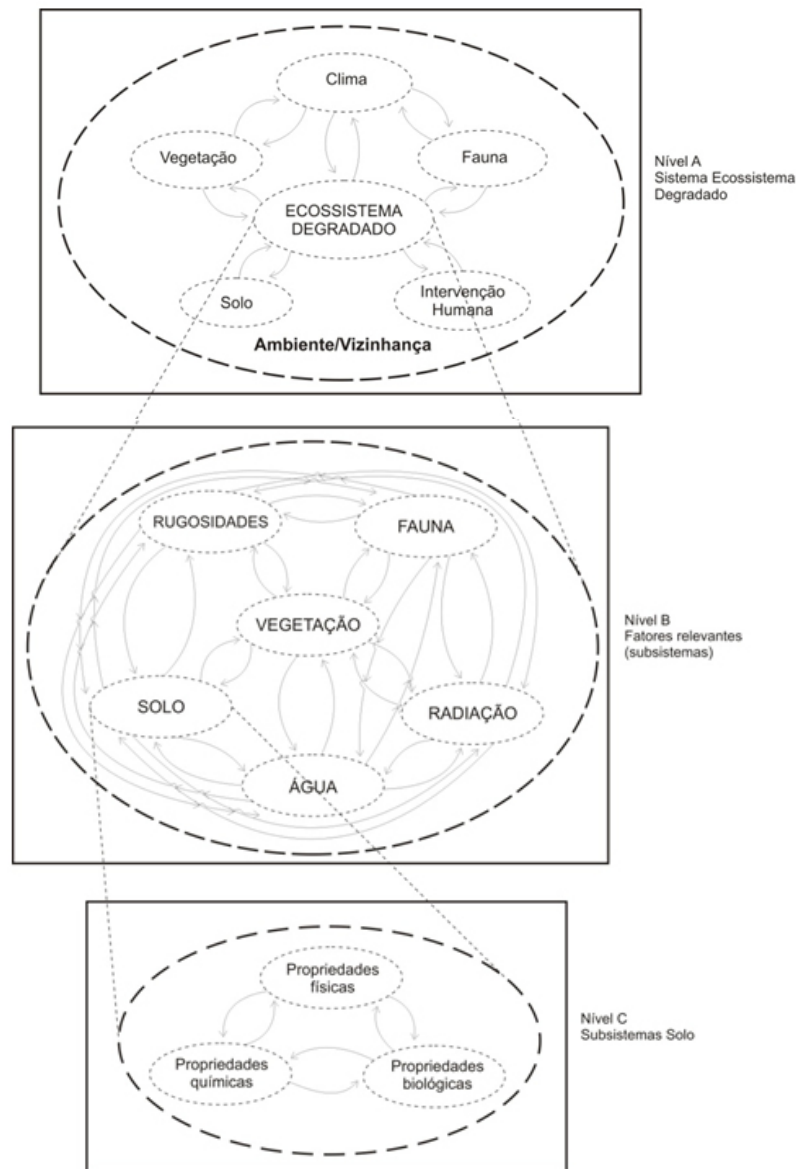 Clima
Vegetação
Fauna
ECOSSISTEMA
DEGRADADO
Solo
Intervenção
Humana
Ambiente/Vizinhança
Nível A
Sistema Ecossistema
Degradado
RUGOSIDADES
FAUNA
VEGETAÇÃO
SOLO
RADIAÇÃO
ÁGUA
Nível B
Fatores relevantes
(subsistemas)
Propriedades
físicas
Propriedades
químicas
Propriedades
biológicas
Nível C
Subsistemas Solo